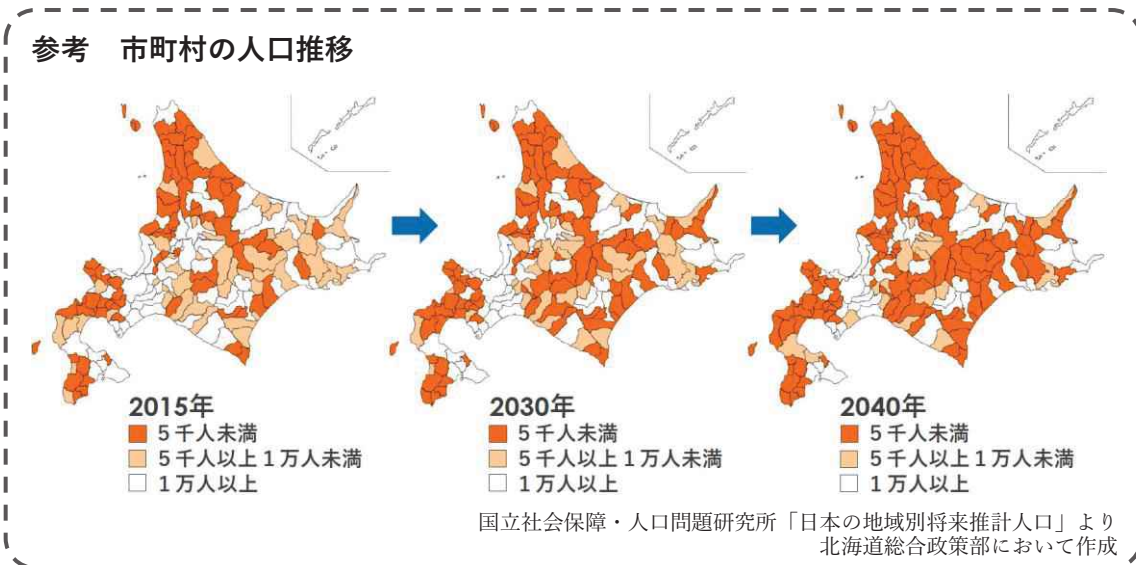 参考　市町村の人口推移
2015年
5千人未満
5千人以上1万人未満
1万人以上
2030年
5千人未満
5千人以上1万人未満
1万人以上
2040年
5千人未満
5千人以上1万人未満
1万人以上
国立社会保障・人口問題研究所「日本の地域別将来推計人口」より
北海道総合政策部において作成